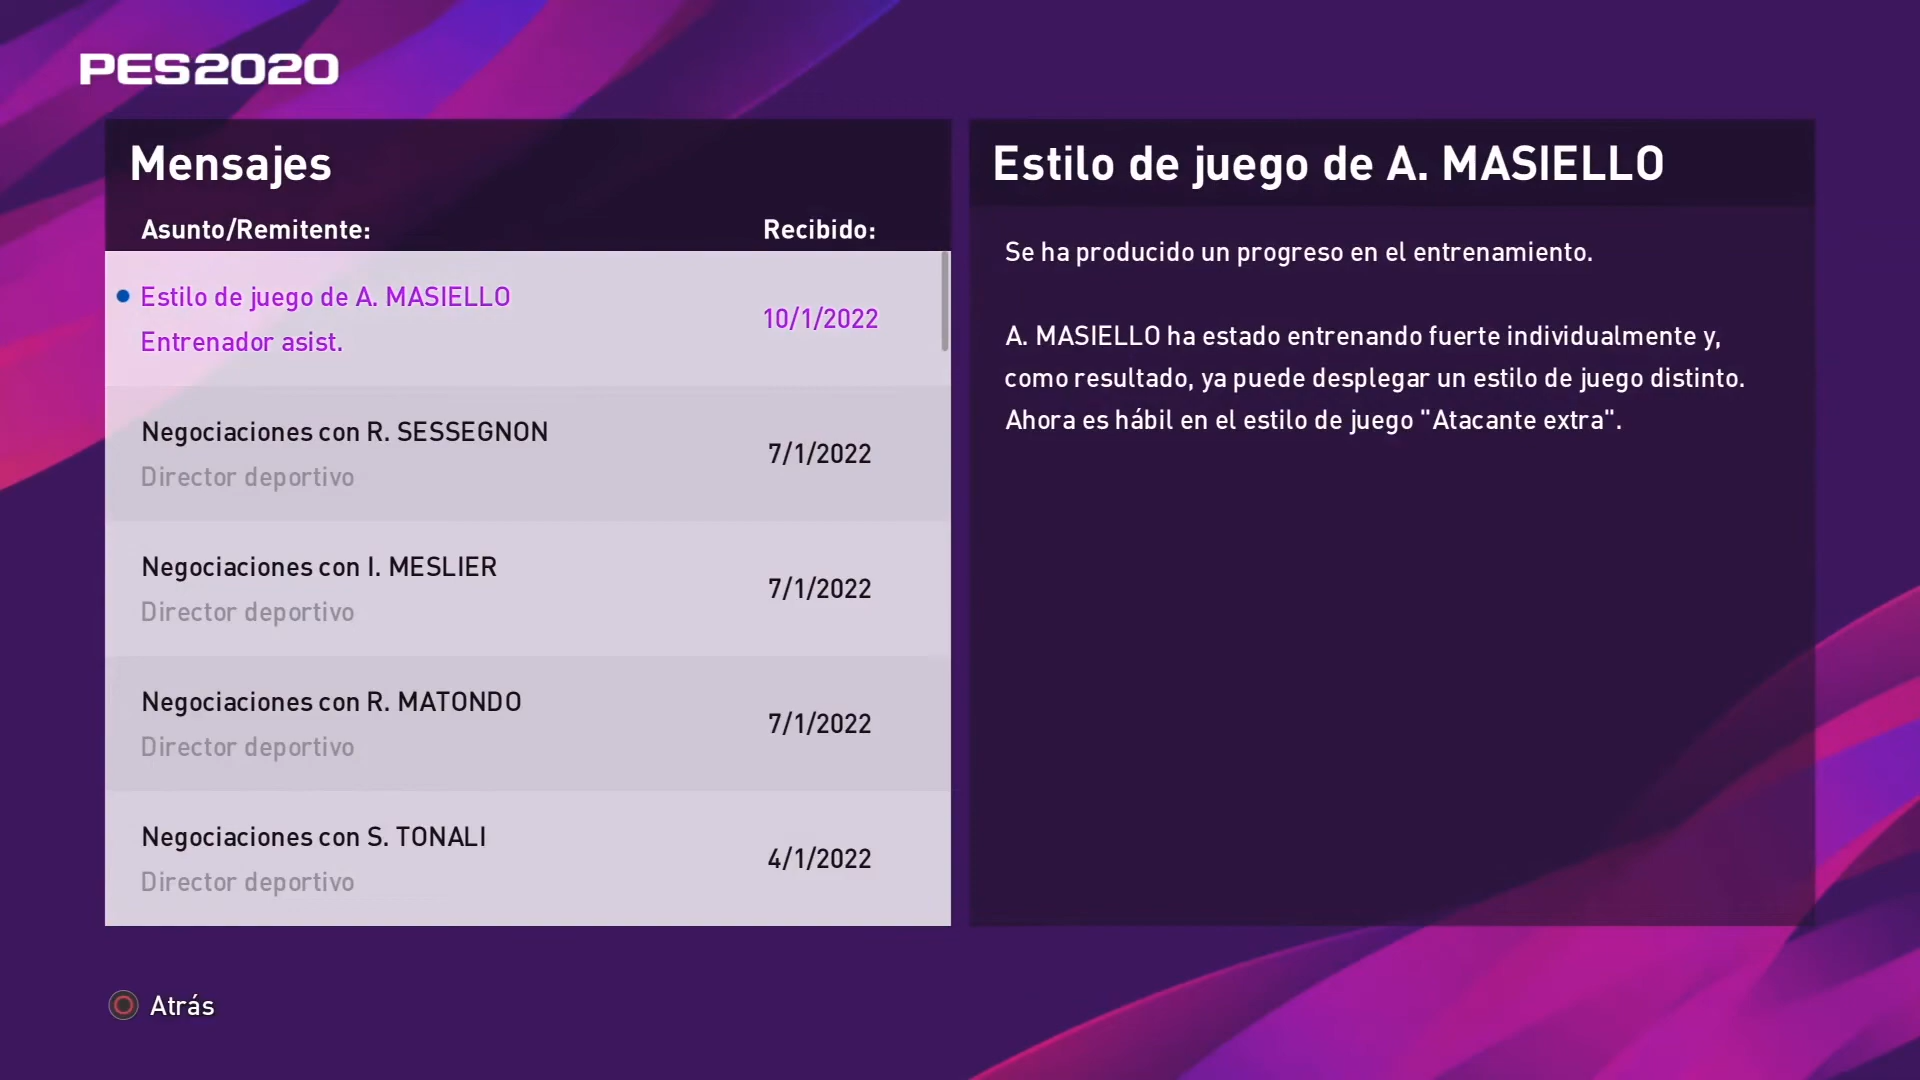 PES2020
Mensajes
Asunto/Remitente: Recibido:
Estilo de juego de A. MASIELLO
Entrenador asist.
10/1/2022
Negociaciones con R. SESSEGNON
Director deportivo
7/1/2022
Negociaciones con I. MESLIER
Director deportivo
7/1/2022
Negociaciones con R. MATONDO
Director deportivo
7/1/2022
Negociaciones con S. TONALI
Director deportivo
4/1/2022
Estilo de juego de A. MASIELLO
Se ha producido un progreso en el entrenamiento.
A. MASIELLO ha estado entrenando fuerte individualmente y,
como resultado, ya puede desplegar un estilo de juego distinto.
Ahora es hábil en el estilo de juego "Atacante extra".
Atrás